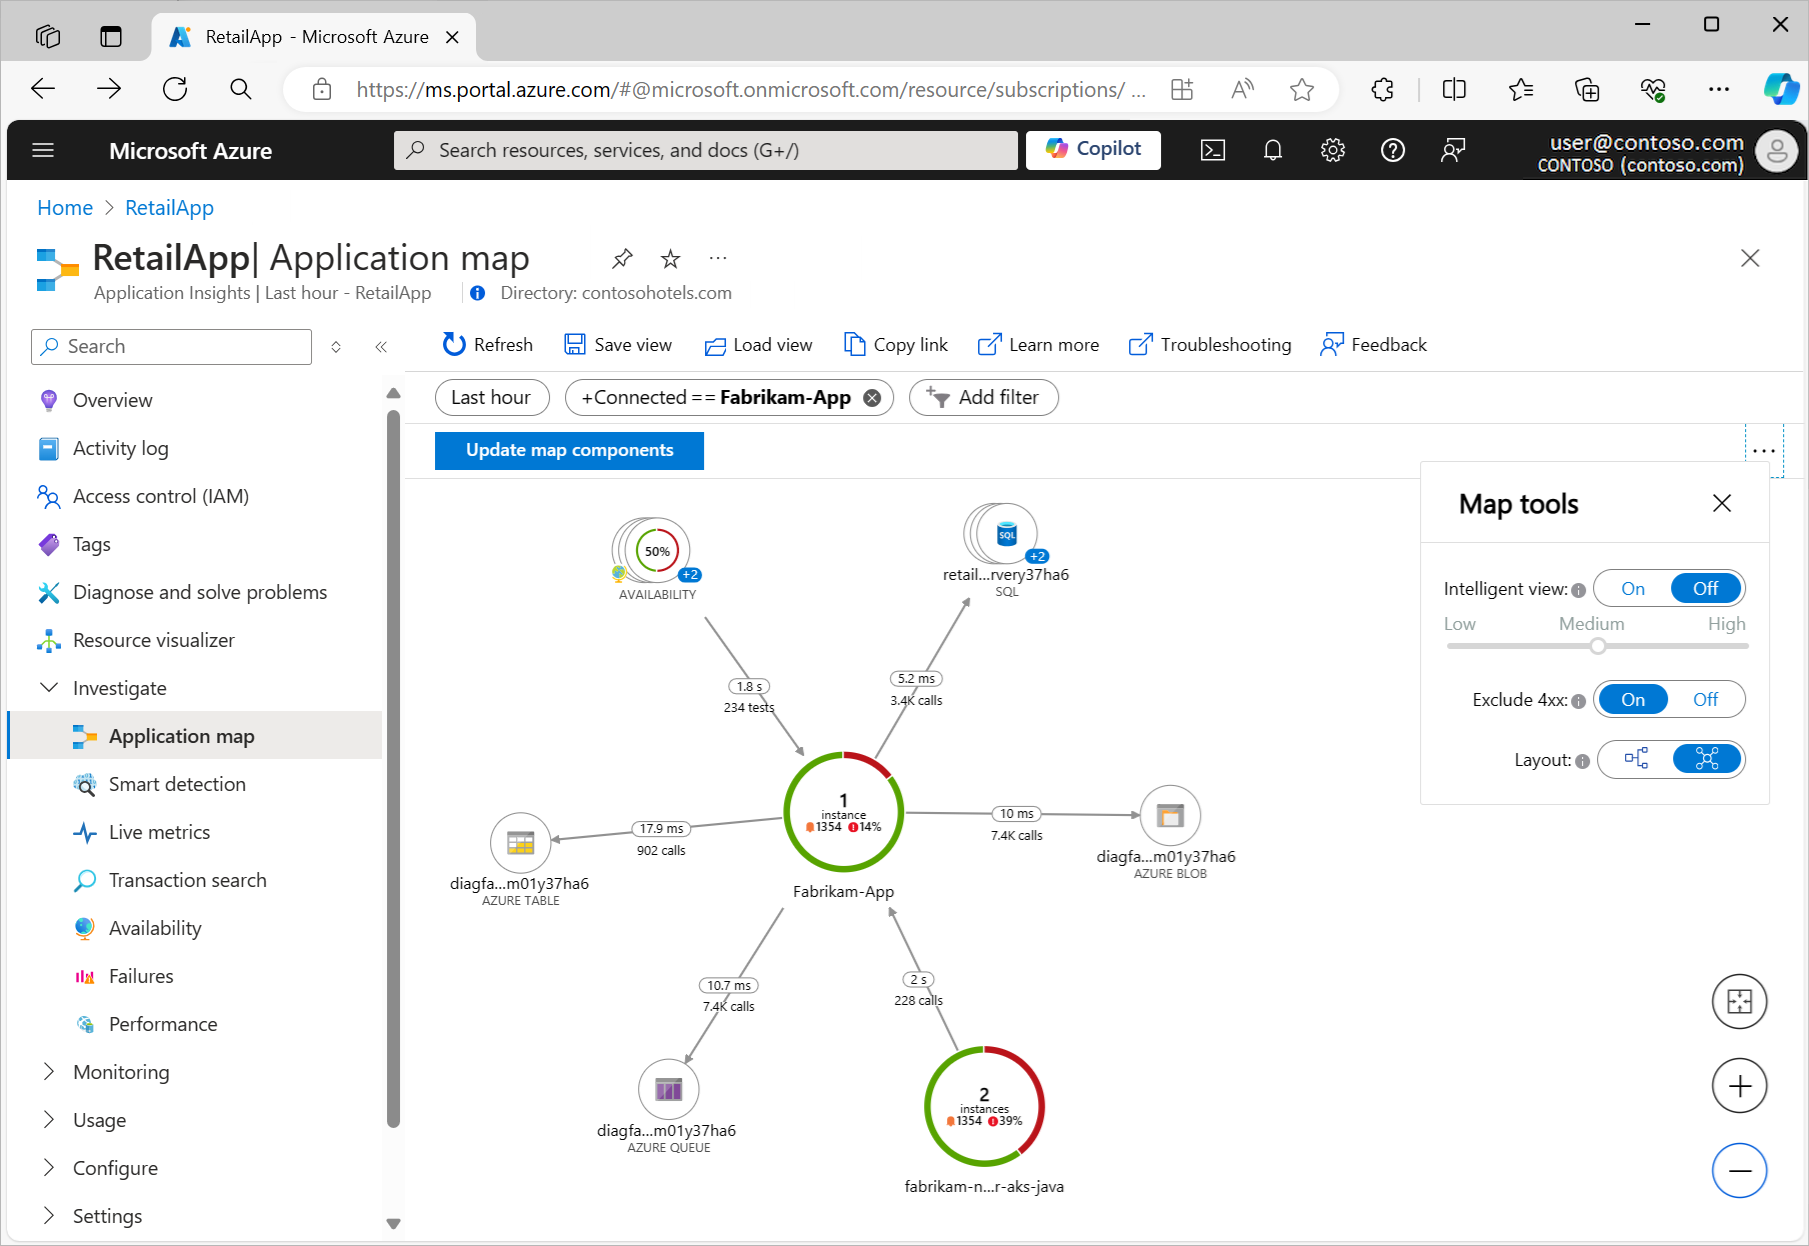 RetailApp - Microsoft Azure
https://ms.portal.azure.com/#@microsoft.onmicrosoft.com/resource/subscriptions/ ...
Microsoft Azure
Search resources, services, and docs (G+/)
Copilot
user@contoso.com
CONTOSO (contoso.com)
Home > RetailApp
RetailApp| Application map
Application Insights | Last hour - RetailApp
Directory: contosohotels.com
Search
Refresh
Save view
Load view
Copy link
Learn more
Troubleshooting
Feedback
Last hour
+Connected == Fabrikam-App
Add filter
Update map components
Overview
Activity log
Access control (IAM)
Tags
Diagnose and solve problems
Resource visualizer
Investigate
Application map
Smart detection
Live metrics
Transaction search
Availability
Failures
Performance
Monitoring
Usage
Configure
Settings
50%
+2
AVAILABILITY
SQL
+2
retail...rvery37ha6
SQL
1.8 s
234 tests
5.2 ms
3.4K calls
1
instance
1354 14%
Fabrikam-App
17.9 ms
902 calls
diagfa...m01y37ha6
AZURE TABLE
10 ms
7.4K calls
diagfa...m01y37ha6
AZURE BLOB
10.7 ms
7.4K calls
diagfa...m01y37ha6
AZURE QUEUE
2 s
228 calls
2
instances
1354 39%
fabrikam-n...r-aks-java
Map tools
Intelligent view: On Off
Low Medium High
Exclude 4xx: On Off
Layout: